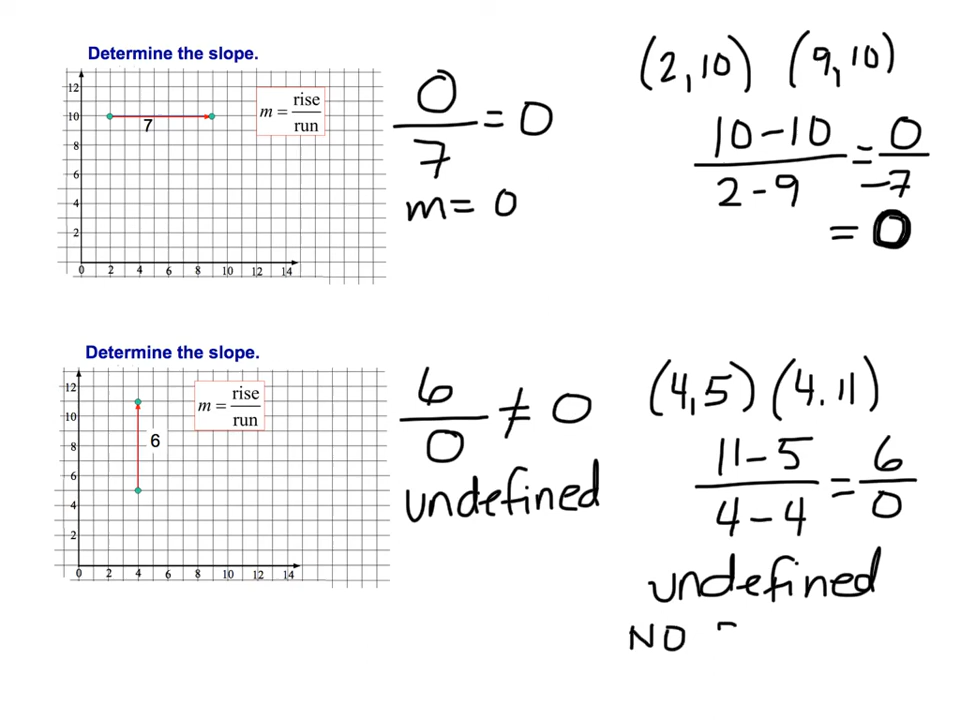 Determine the slope.
12
10
8
6
4
2
0 2 4 6 8 10 12 14
7
m = rise
run
0
7
= 0
m = 0
(2,10) (9,10)
10 - 10
2 - 9
= 0
-7
= 0
Determine the slope.
12
10
8
6
4
2
0 2 4 6 8 10 12 14
6
m = rise
run
6
0
≠ 0
undefined
(4,5) (4.11)
11 - 5
4 - 4
= 6
0
undefined
NO